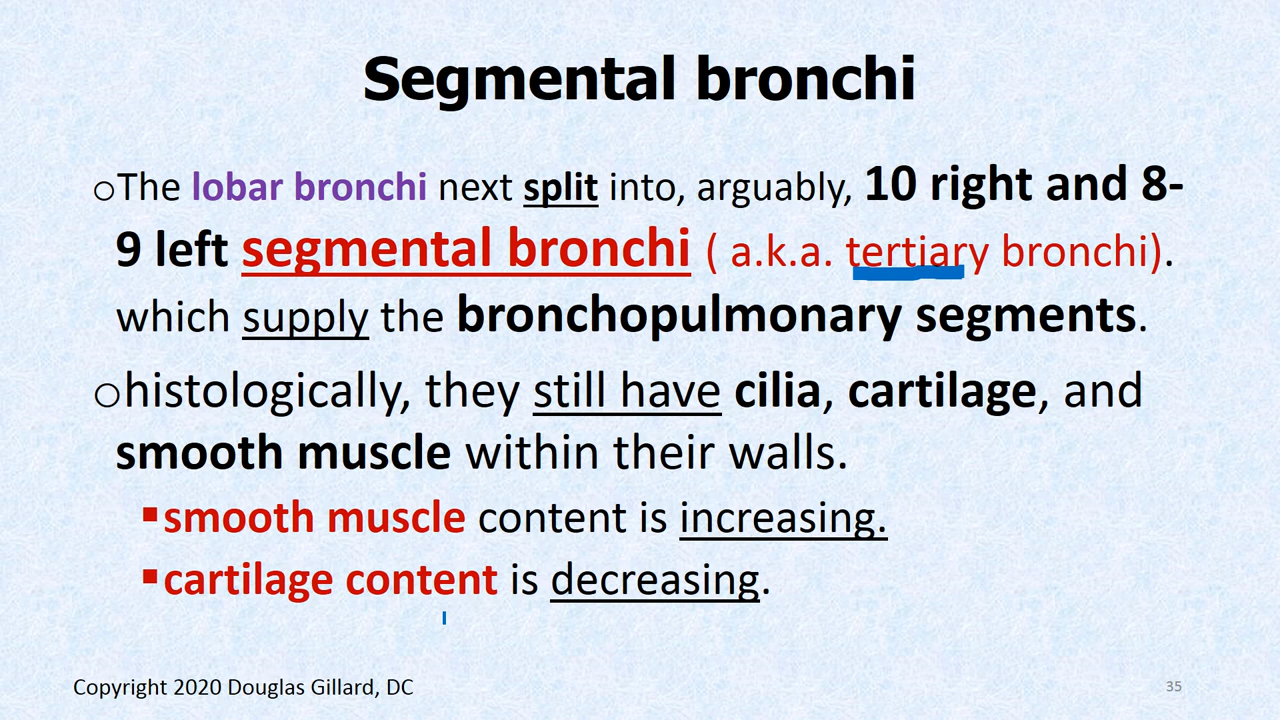 Segmental bronchi
○The lobar bronchi next split into, arguably, 10 right and 8-
9 left segmental bronchi ( a.k.a. tertiary bronchi).
which supply the bronchopulmonary segments.
○histologically, they still have cilia, cartilage, and
smooth muscle within their walls.
▪smooth muscle content is increasing.
▪cartilage content is decreasing.
Copyright 2020 Douglas Gillard, DC
35